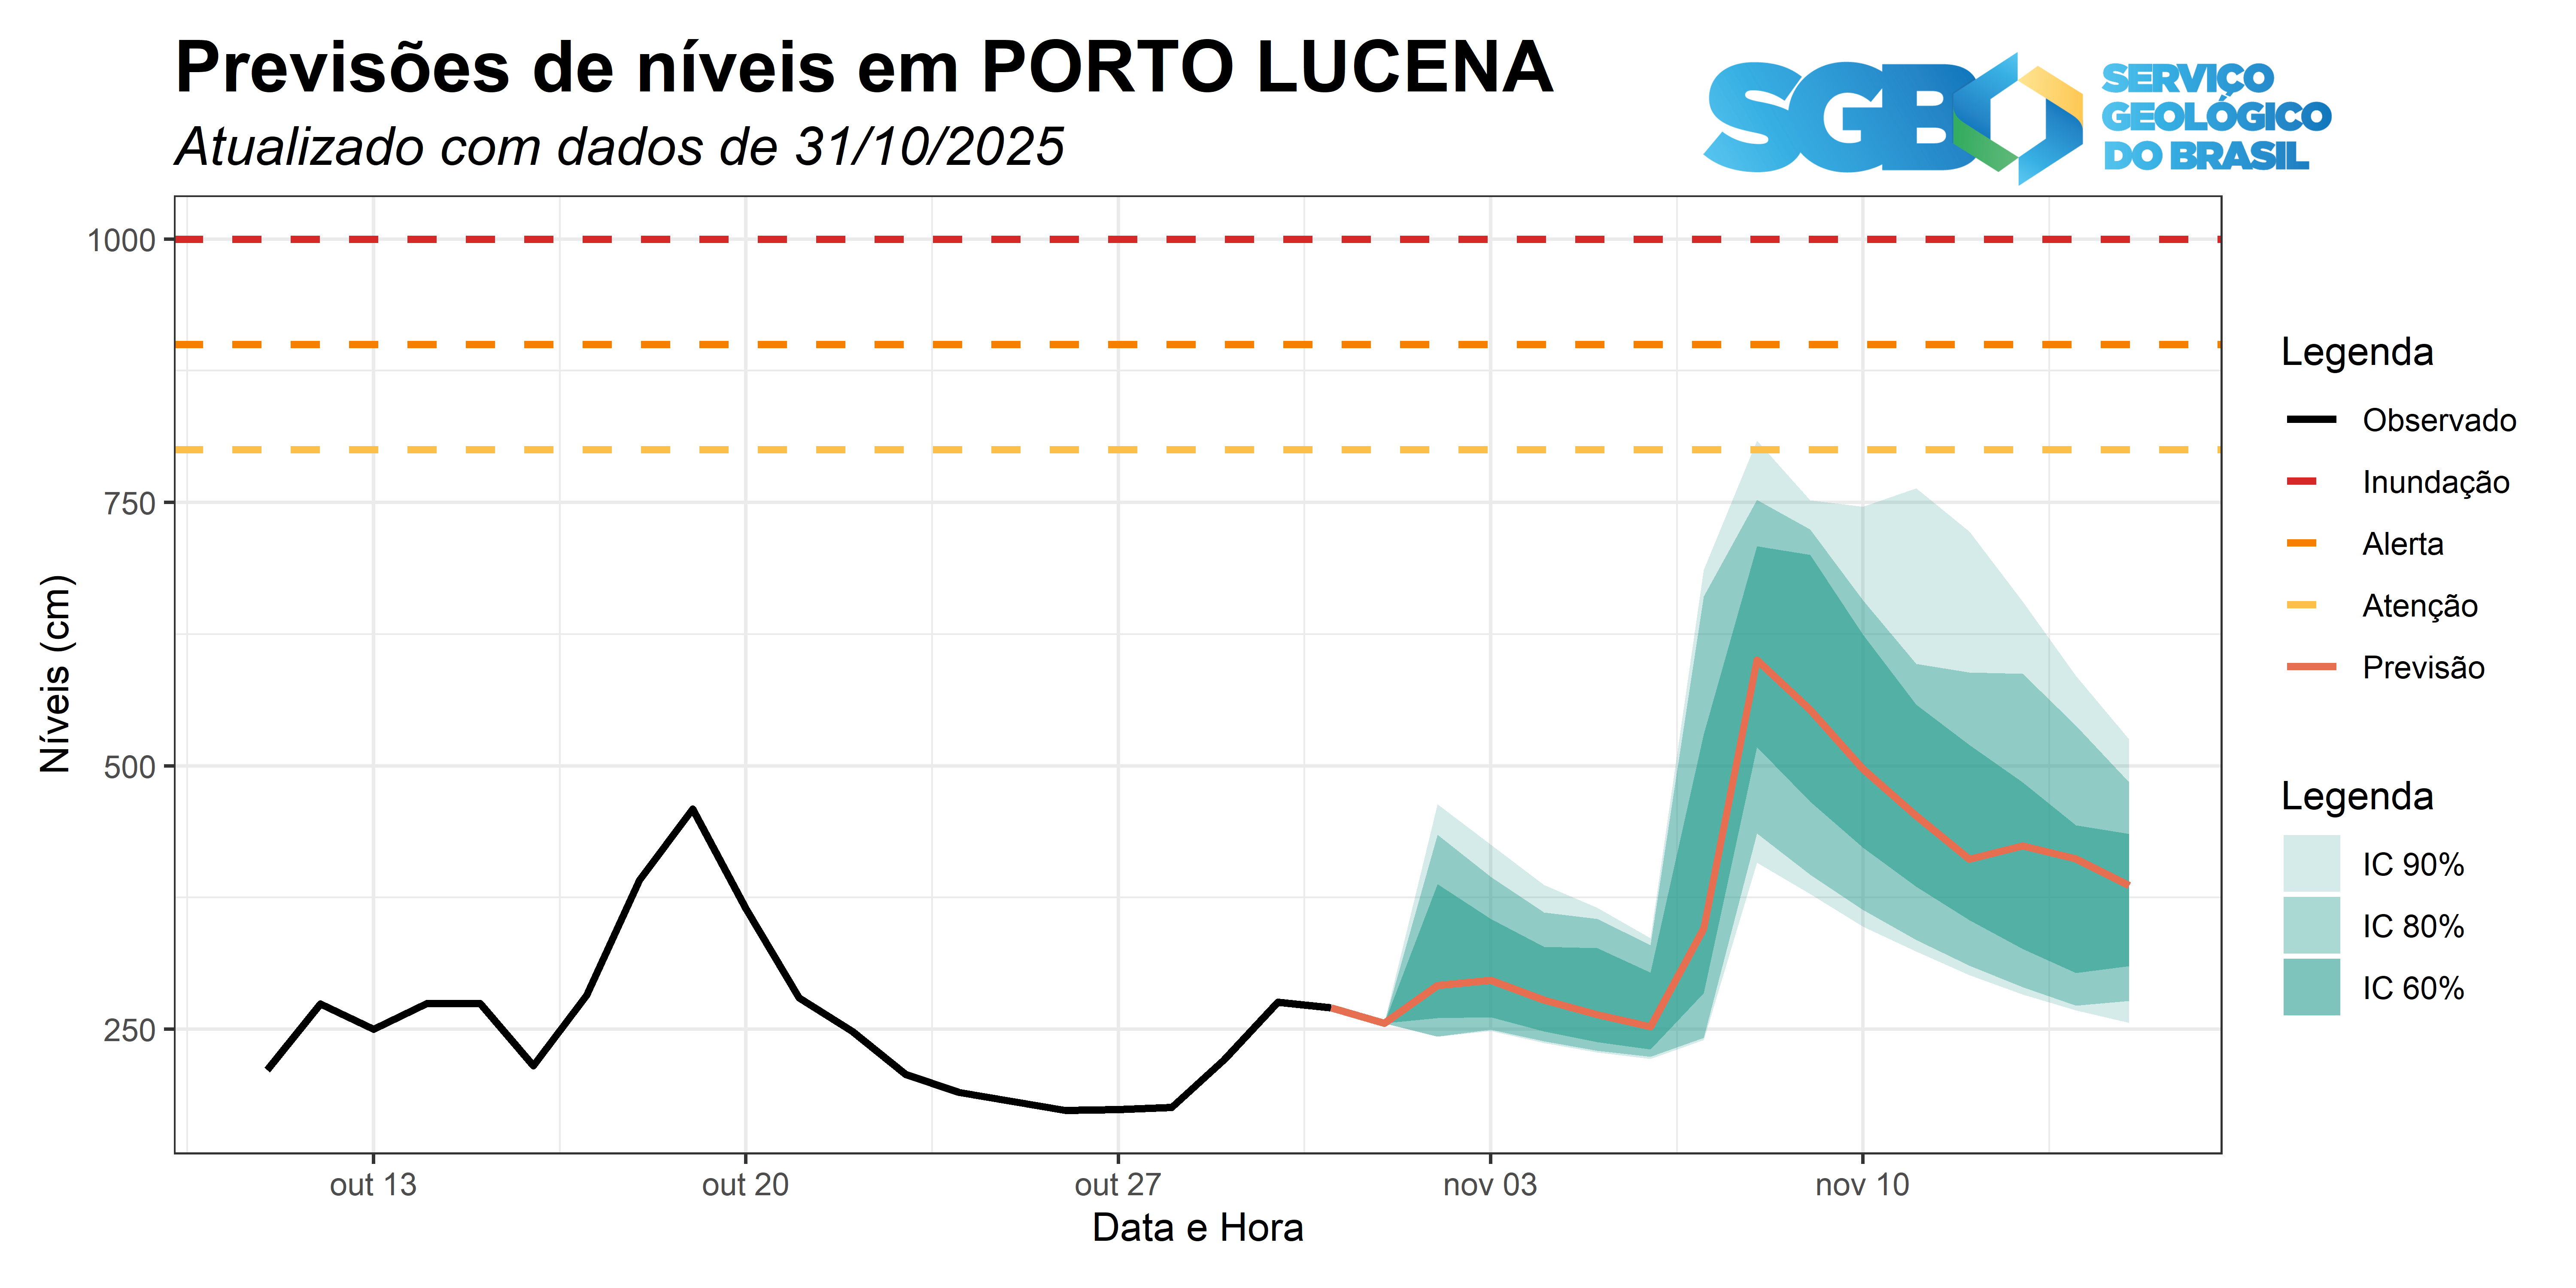 Previsões de níveis em PORTO LUCENA
Atualizado com dados de 31/10/2025
SGB
SERVIÇO
GEOLÓGICO
DO BRASIL
1000
750
500
250
Níveis (cm)
out 13
out 20
out 27
nov 03
nov 10
Data e Hora
Legenda
Observado
Inundação
Alerta
Atenção
Previsão
Legenda
IC 90%
IC 80%
IC 60%